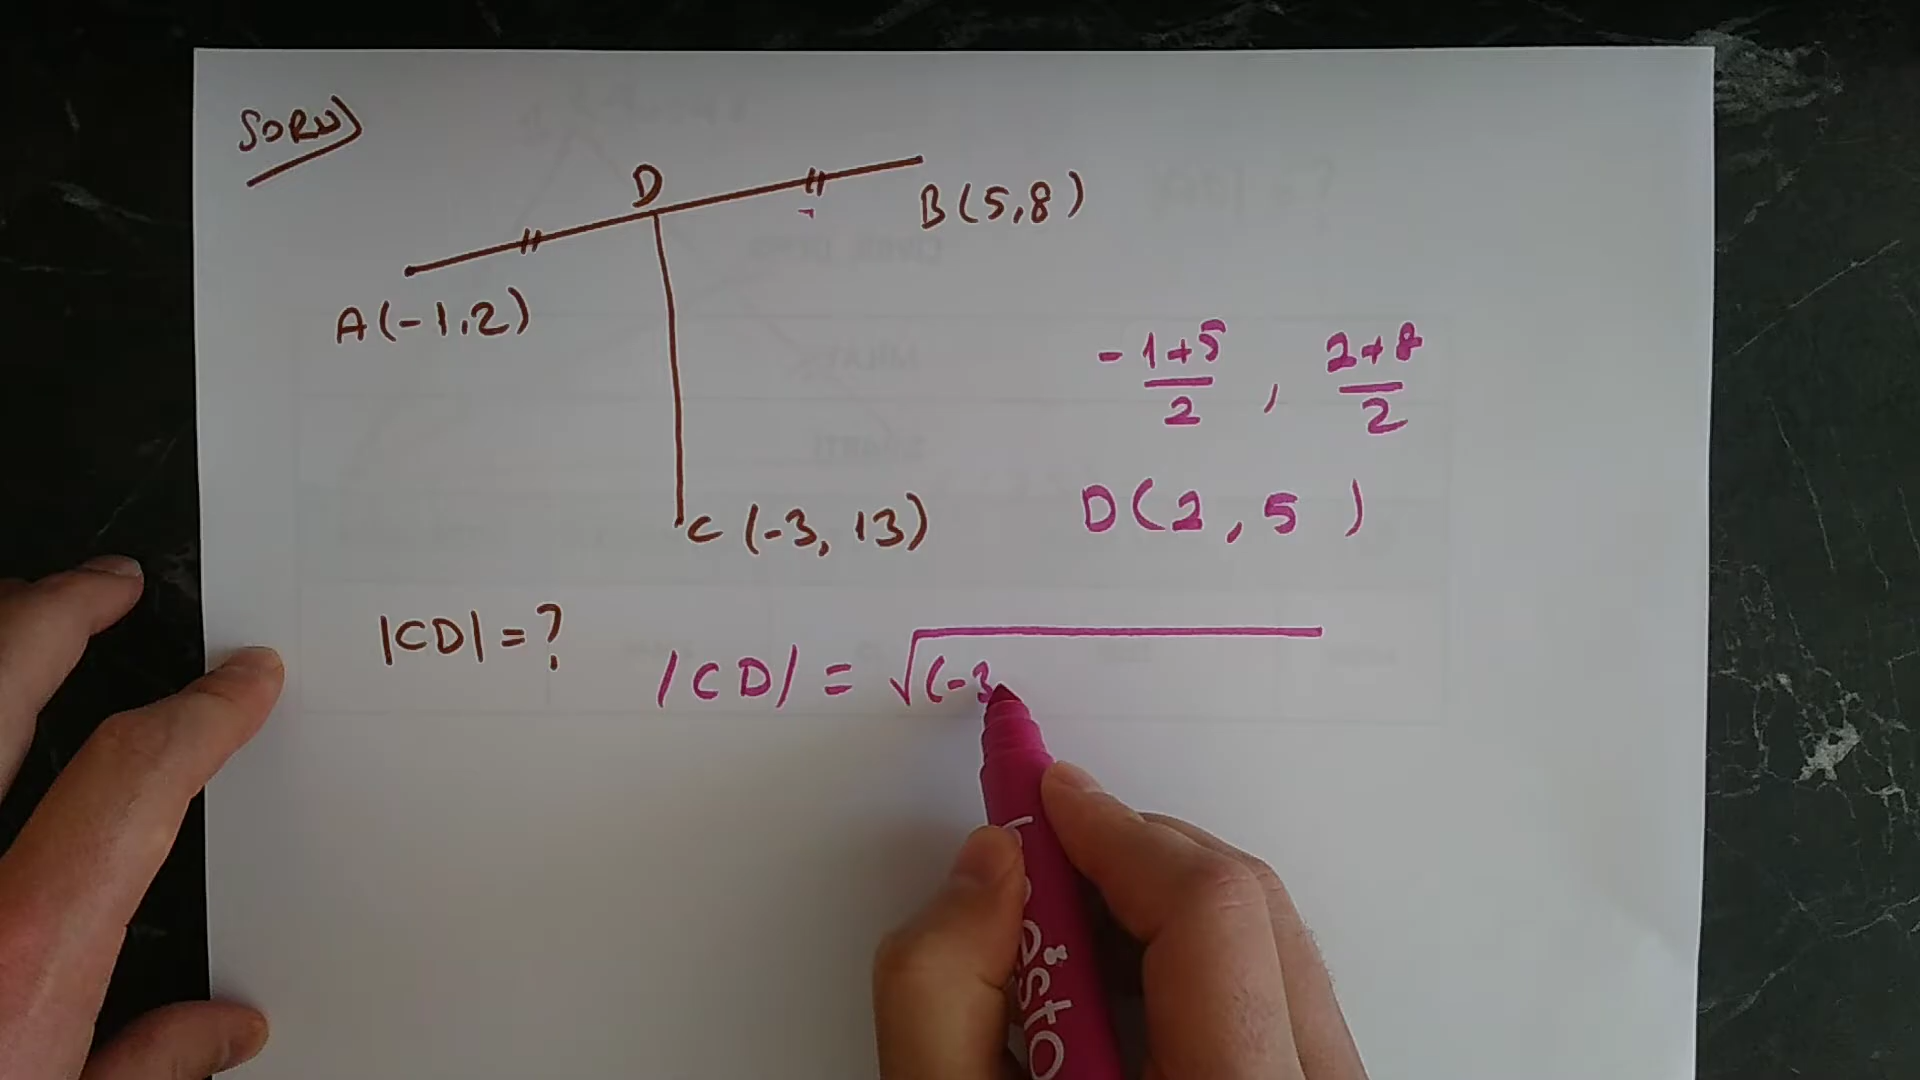 SORU
D
B(5,8)
A(-1,2)
-1+5/2 , 2+8/2
D(2,5)
C(-3, 13)
|CD|=?
|CD| = √(-3